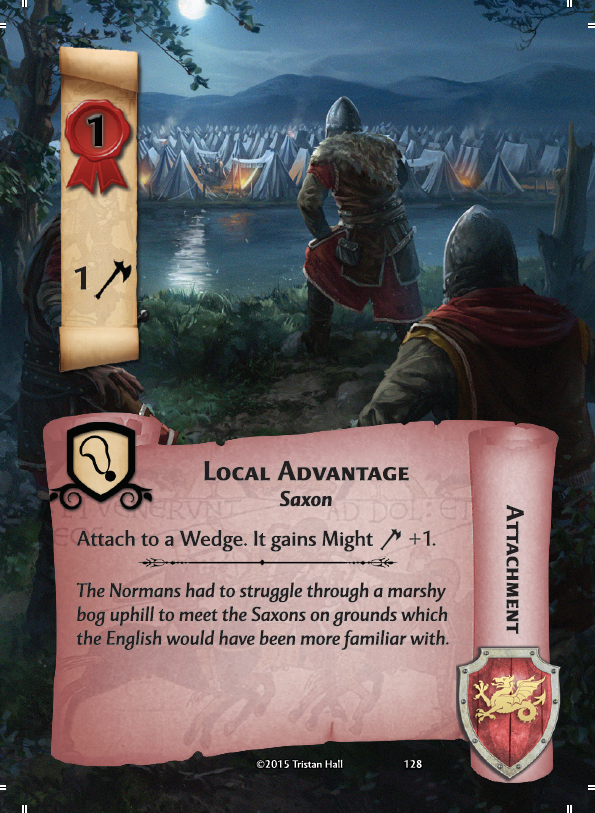 1
1
Local Advantage
Saxon
Attach to a Wedge. It gains Might +1.
The Normans had to struggle through a marshy
bog uphill to meet the Saxons on grounds which
the English would have been more familiar with.
Attachment
©2015 Tristan Hall
128